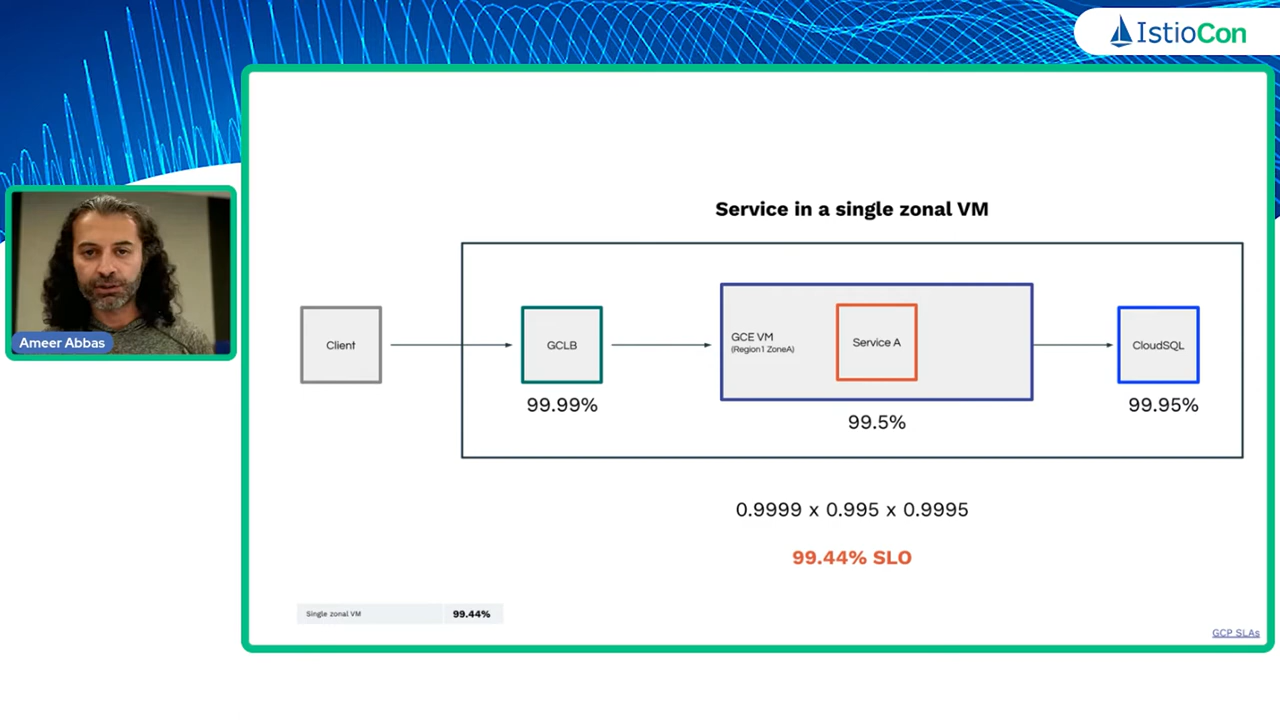 IstioCon
Ameer Abbas
Service in a single zonal VM
Client
GCLB
GCE VM
(Region1 ZoneA)
Service A
CloudSQL
99.99%
99.5%
99.95%
0.9999 x 0.995 x 0.9995
99.44% SLO
Single zonal VM 99.44%
GCP SLAs